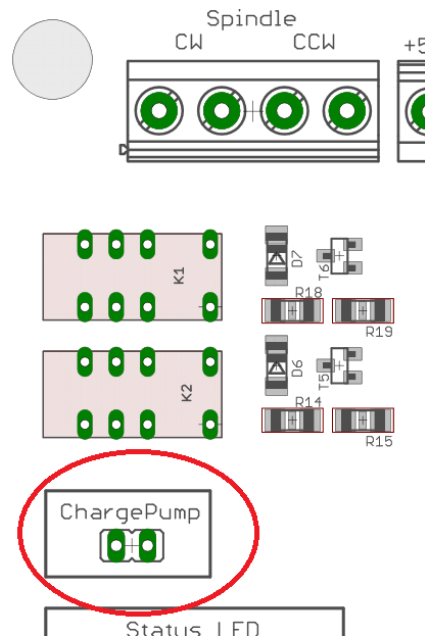 Spindle
CW CCW
+5
K1
D7
T6
R18
R19
K2
D6
T5
R14
R15
ChargePump
Status LED